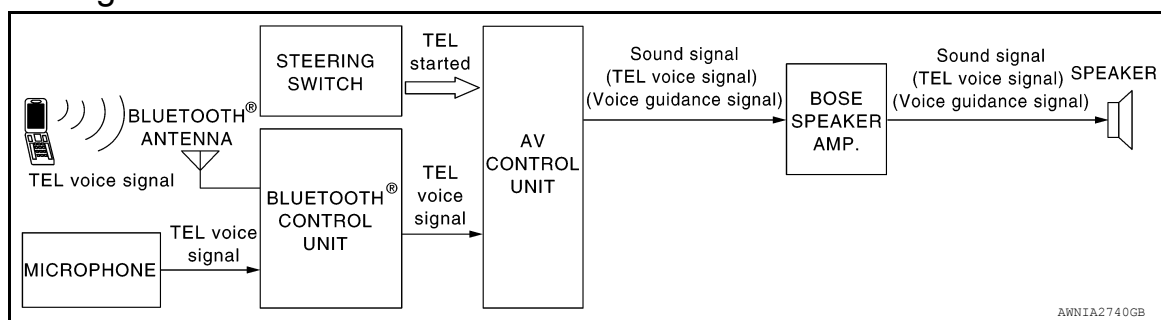 STEERING
SWITCH
TEL
started
BLUETOOTH®
ANTENNA
TEL voice signal
BLUETOOTH®
CONTROL
UNIT
TEL voice
signal
MICROPHONE
TEL
voice
signal
AV
CONTROL
UNIT
Sound signal
(TEL voice signal)
(Voice guidance signal)
BOSE
SPEAKER
AMP.
Sound signal
(TEL voice signal)
(Voice guidance signal)
SPEAKER
AWNIA2740GB